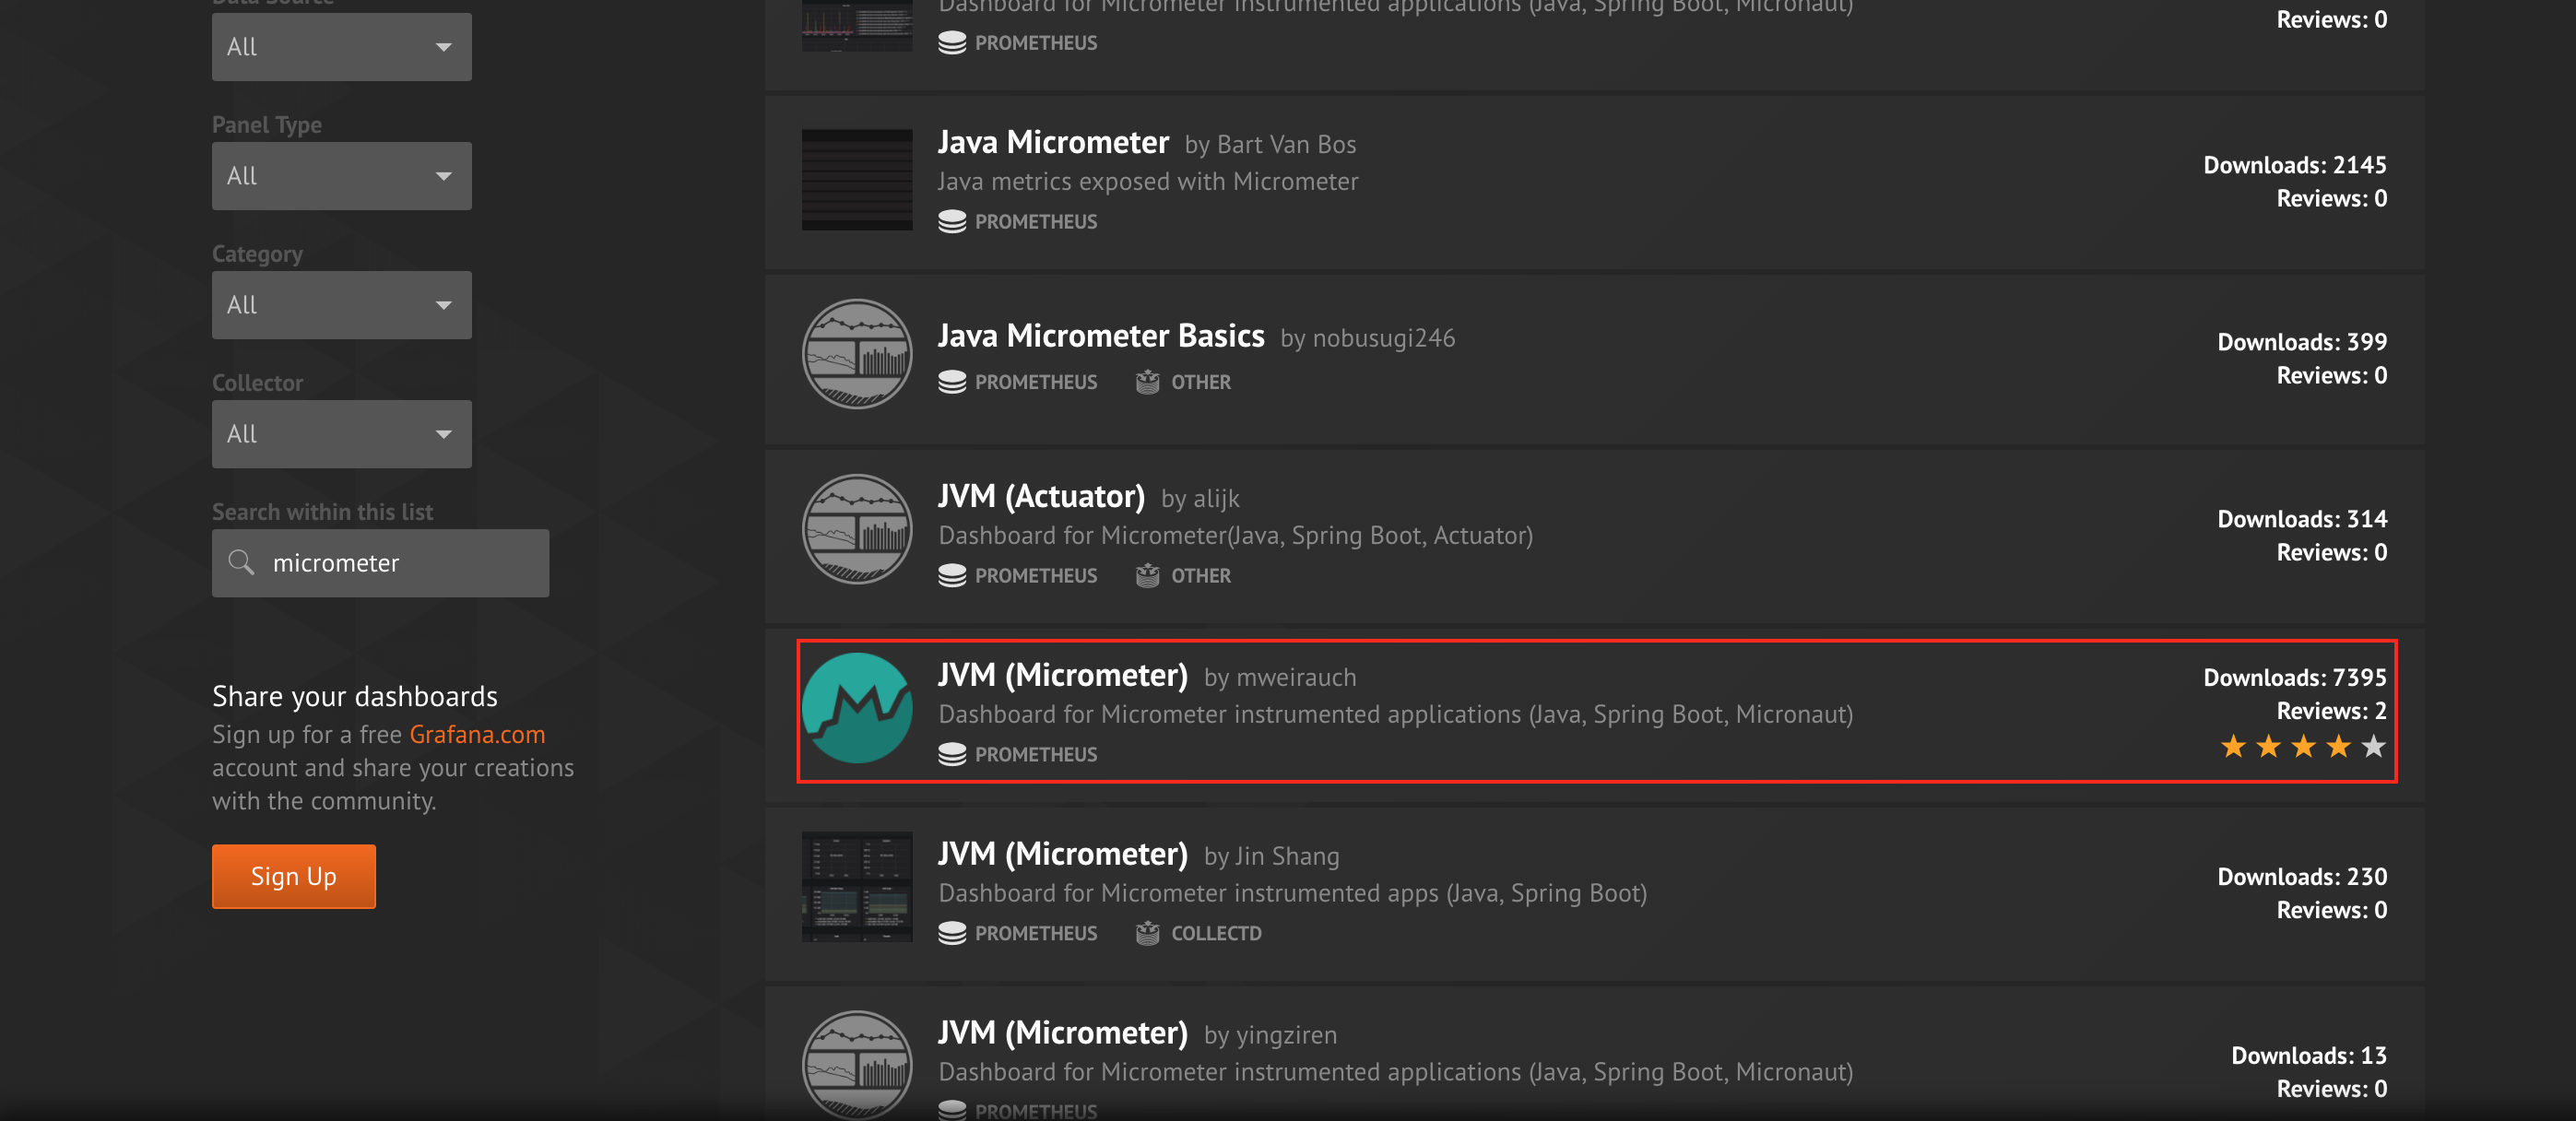 Data Source
All
Panel Type
All
Category
All
Collector
All
Search within this list
micrometer
Share your dashboards
Sign up for a free Grafana.com
account and share your creations
with the community.
Sign Up
Dashboard for Micrometer instrumented applications (Java, Spring Boot, Micronaut)
PROMETHEUS
Reviews: 0
Java Micrometer by Bart Van Bos
Java metrics exposed with Micrometer
PROMETHEUS
Downloads: 2145
Reviews: 0
Java Micrometer Basics by nobusugi246
PROMETHEUS OTHER
Downloads: 399
Reviews: 0
JVM (Actuator) by alijk
Dashboard for Micrometer(Java, Spring Boot, Actuator)
PROMETHEUS OTHER
Downloads: 314
Reviews: 0
JVM (Micrometer) by mweirauch
Dashboard for Micrometer instrumented applications (Java, Spring Boot, Micronaut)
PROMETHEUS
Downloads: 7395
Reviews: 2
JVM (Micrometer) by Jin Shang
Dashboard for Micrometer instrumented apps (Java, Spring Boot)
PROMETHEUS COLLECTD
Downloads: 230
Reviews: 0
JVM (Micrometer) by yingziren
Dashboard for Micrometer instrumented applications (Java, Spring Boot, Micronaut)
PROMETHEUS
Downloads: 13
Reviews: 0